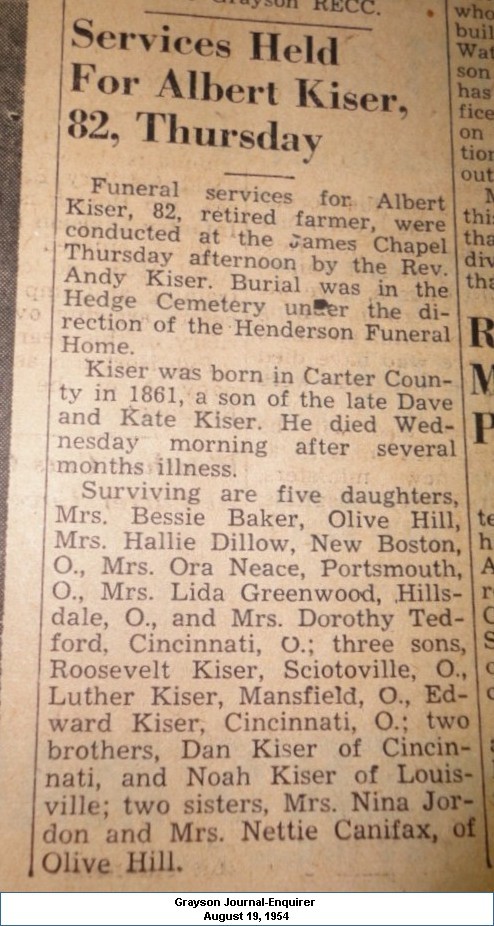 Grayson RECC.
Services Held
For Albert Kiser,
82, Thursday
Funeral services for Albert
Kiser, 82, retired farmer, were
conducted at the James Chapel
Thursday afternoon by the Rev.
Andy Kiser. Burial was in the
Hedge Cemetery under the di-
rection of the Henderson Funeral
Home.
Kiser was born in Carter Coun-
ty in 1861, a son of the late Dave
and Kate Kiser. He died Wed-
nesday morning after several
months illness.
Surviving are five daughters,
Mrs. Bessie Baker, Olive Hill,
Mrs. Hallie Dillow, New Boston,
O., Mrs. Ora Neace, Portsmouth,
O., Mrs. Lida Greenwood, Hills-
dale, O., and Mrs. Dorothy Ted-
ford, Cincinnati, O.; three sons,
Roosevelt Kiser, Sciotoville, O.,
Luther Kiser, Mansfield, O., Ed-
ward Kiser, Cincinnati, O.; two
brothers, Dan Kiser of Cincin-
nati, and Noah Kiser of Louis-
ville; two sisters, Mrs. Nina Jor-
don and Mrs. Nettie Canifax, of
Olive Hill.
Grayson Journal-Enquirer
August 19, 1954